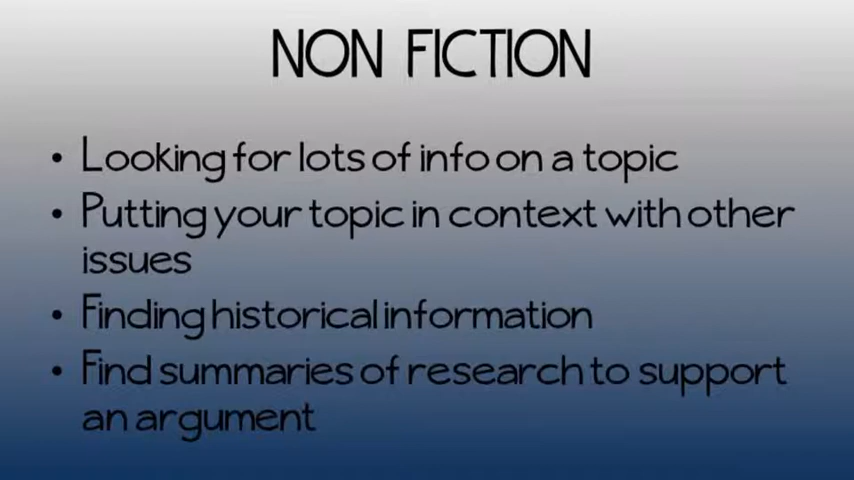 NON FICTION
• Looking for lots of info on a topic
• Putting your topic in context with other
issues
• Finding historical information
• Find summaries of research to support
an argument